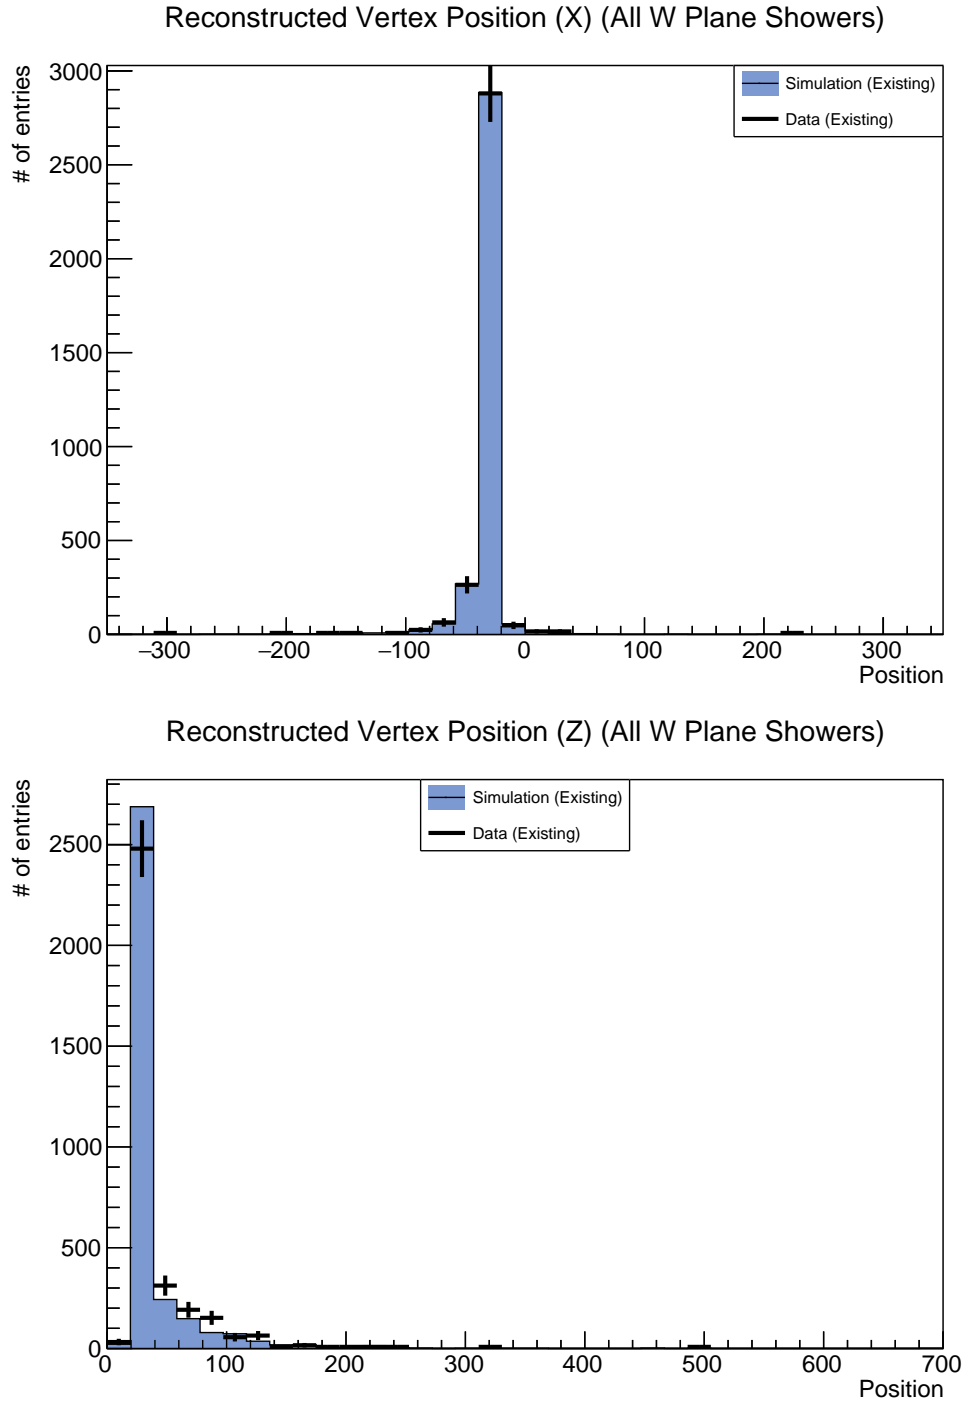 Reconstructed Vertex Position (X) (All W Plane Showers)
# of entries
Simulation (Existing)
Data (Existing)
3000
2500
2000
1500
1000
500
0
−300 −200 −100 0 100 200 300
Position
Reconstructed Vertex Position (Z) (All W Plane Showers)
# of entries
Simulation (Existing)
Data (Existing)
2500
2000
1500
1000
500
0
0 100 200 300 400 500 600 700
Position